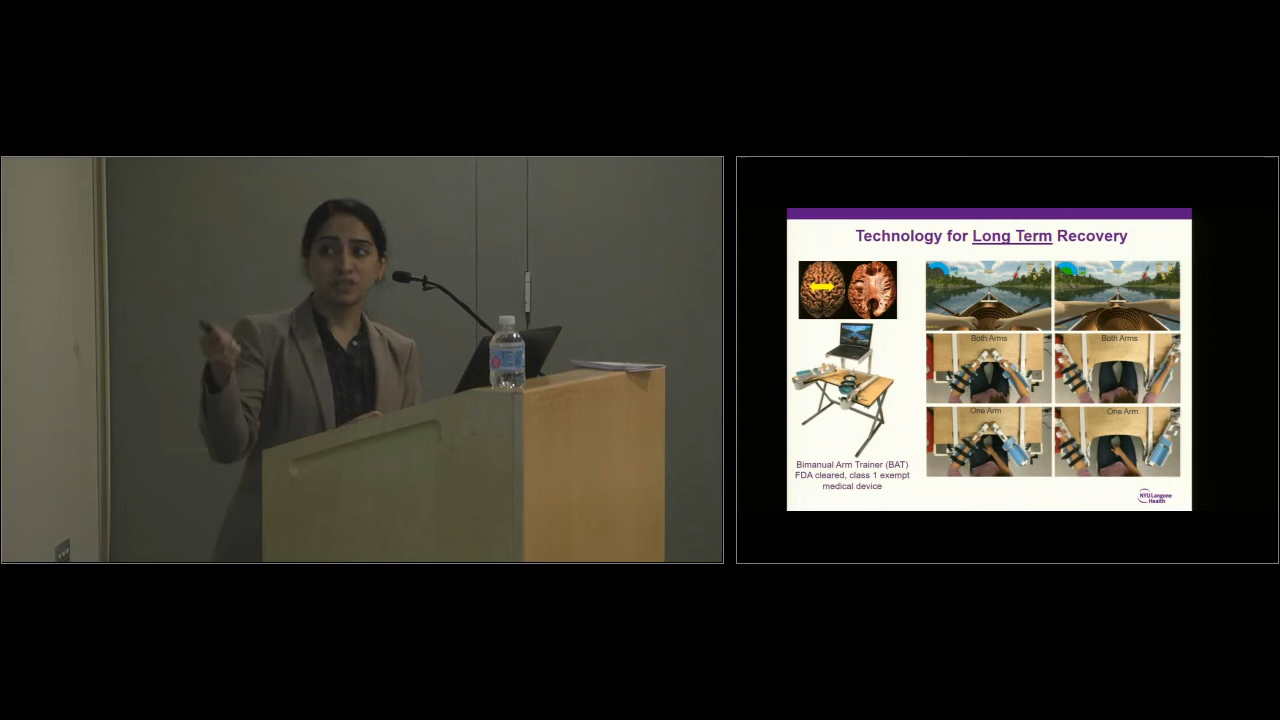 Technology for Long Term Recovery
Both Arms
Both Arms
One Arm
One Arm
Bimanual Arm Trainer (BAT)
FDA cleared, class 1 exempt
medical device
NYU Langone
Health